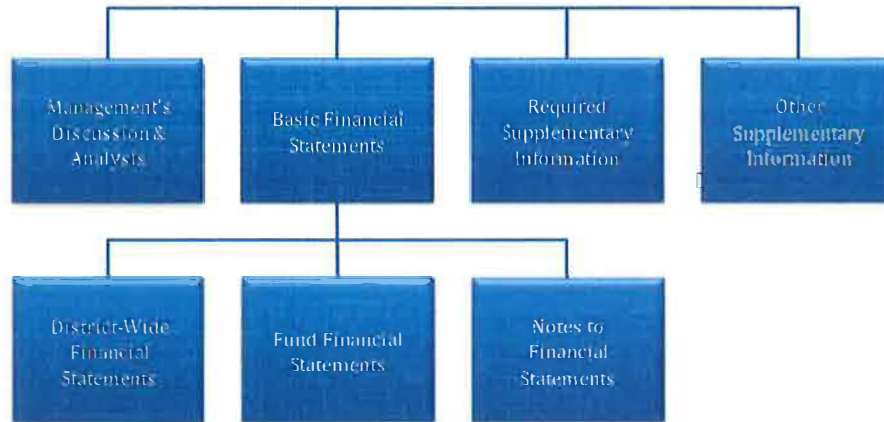 Management's
Discussion &
Analysis
Basic Financial
Statements
Required
Supplementary
Information
Other
Supplementary
Information
District-Wide
Financial
Statements
Fund Financial
Statements
Notes to
Financial
Statements